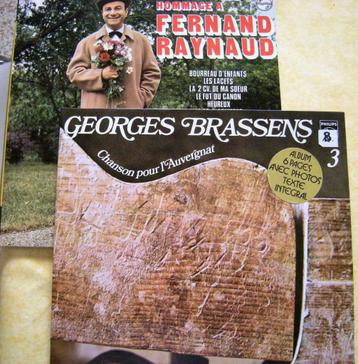 HOMMAGE A
FERNAND
RAYNAUD
BOURREAU D'ENFANTS
LES LACETS
LA 2 CV. DE MA SOEUR
LE FUT DU CANON
HEUREUX
GEORGES BRASSENS
PHILIPS
Chanson pour l'Auvergnat
ALBUM
6 PAGES
AVEC PHOTOS
TEXTE
INTEGRAL
3